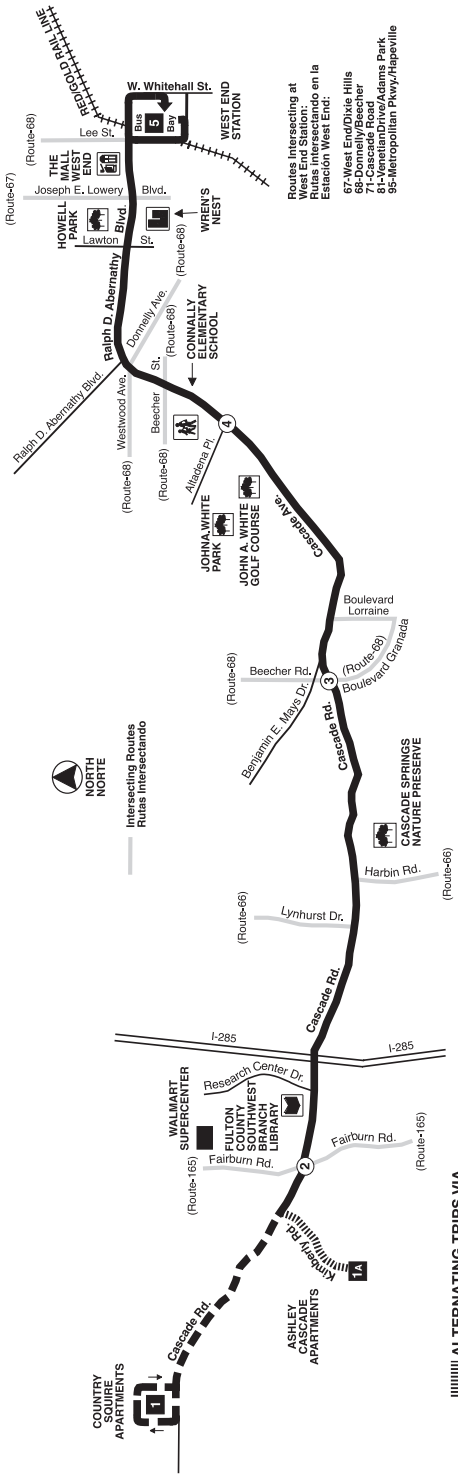 COUNTRY
SQUIRE
APARTMENTS
1
Cascade Rd.
Kimberly Rd.
1A
ASHLEY
CASCADE
APARTMENTS
ALTERNATING TRIPS VIA
(Route-165)
Fairburn Rd.
2
Fairburn Rd.
(Route-165)
WALMART
SUPERCENTER
FULTON
COUNTY
SOUTHWEST
BRANCH
LIBRARY
Research Center Dr.
I-285
I-285
Cascade Rd.
(Route-66)
Lynhurst Dr.
Harbin Rd.
(Route-66)
CASCADE SPRINGS
NATURE PRESERVE
NORTH
NORTE
Intersecting Routes
Rutas Intersectando
Cascade Rd.
Benjamin E. Mays Dr.
(Route-68)
Beecher Rd.
3
(Route-68)
Boulevard Granada
Boulevard
Lorraine
Cascade Ave.
JOHN A. WHITE
GOLF COURSE
JOHNA.WHITE
PARK
Altadena Pl.
4
CONNALLY
ELEMENTARY
SCHOOL
(Route-68)
Beecher St.
(Route-68)
(Route-68)
Westwood Ave.
Donnelly Ave.
(Route-68)
Ralph D. Abernathy Blvd.
Ralph D. Abernathy Blvd.
Lawton St.
HOWELL
PARK
WREN'S
NEST
(Route-67)
Joseph E. Lowery Blvd.
THE
MALL
WEST
END
(Route-68)
Lee St.
RED/GOLD RAIL LINE
W. Whitehall St.
Bus
5
Bay
WEST END
STATION
Routes Intersecting at
West End Station:
Rutas intersectando en la
Estación West End:
67-West End/Dixie Hills
68-Donnelly/Beecher
71-Cascade Road
81-VenetianDrive/Adams Park
95-Metropolitan Pkwy./Hapeville